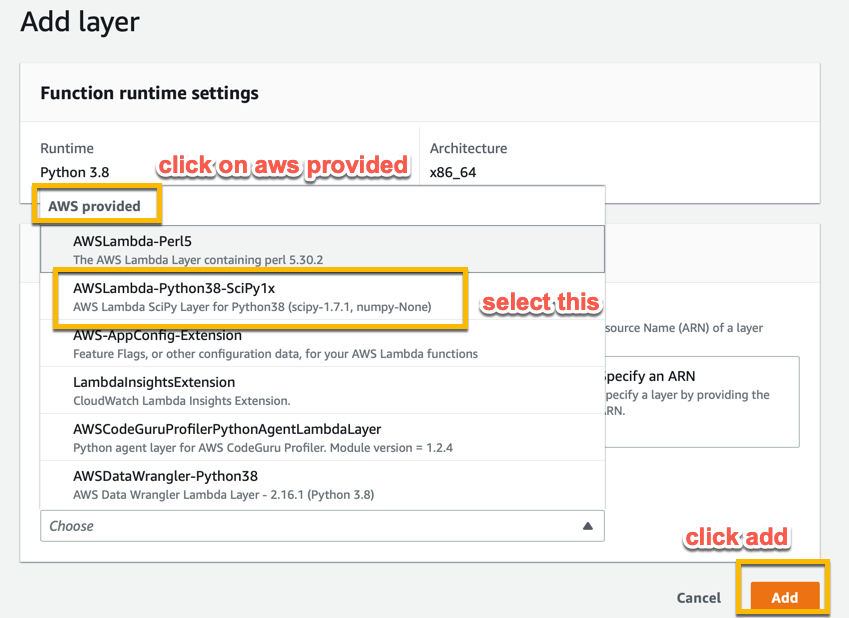 Add layer
Function runtime settings
Runtime
Architecture
Python 3.8
click on aws provided
x86_64
AWS provided
AWSLambda-Perl5
The AWS Lambda Layer containing perl 5.30.2
AWSLambda-Python38-SciPy1x
AWS Lambda SciPy Layer for Python38 (scipy-1.7.1, numpy-None)
select this
AWS-AppConfig-Extension
source Name (ARN) of a layer
Feature Flags, or other configuration data, for your AWS Lambda functions
LambdaInsightsExtension
Specify an ARN
CloudWatch Lambda Insights Extension.
pecify a layer by providing the
ARN.
AWSCodeGuruProfilerPythonAgentLambdaLayer
Python agent layer for AWS CodeGuru Profiler. Module version = 1.2.4
AWSDataWrangler-Python38
AWS Data Wrangler Lambda Layer - 2.16.1 (Python 3.8)
Choose
click add
Cancel
Add